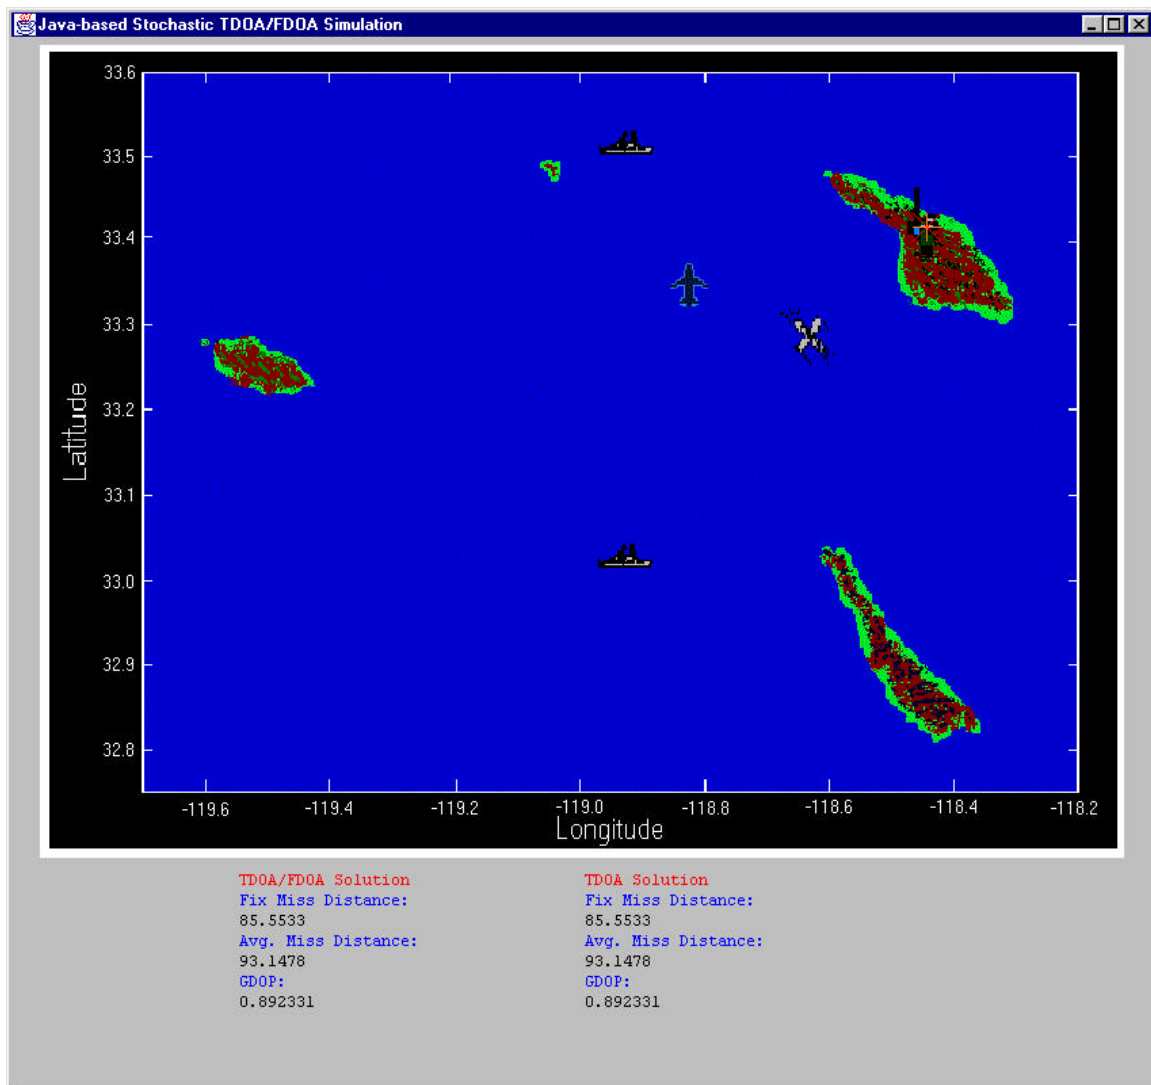 Java-based Stochastic TDOA/FDOA Simulation
33.6
33.5
33.4
33.3
33.2
33.1
33.0
32.9
32.8
Latitude
-119.6
-119.4
-119.2
-119.0
-118.8
-118.6
-118.4
-118.2
Longitude
TDOA/FDOA Solution
Fix Miss Distance:
85.5533
Avg. Miss Distance:
93.1478
GDOP:
0.892331
TDOA Solution
Fix Miss Distance:
85.5533
Avg. Miss Distance:
93.1478
GDOP:
0.892331